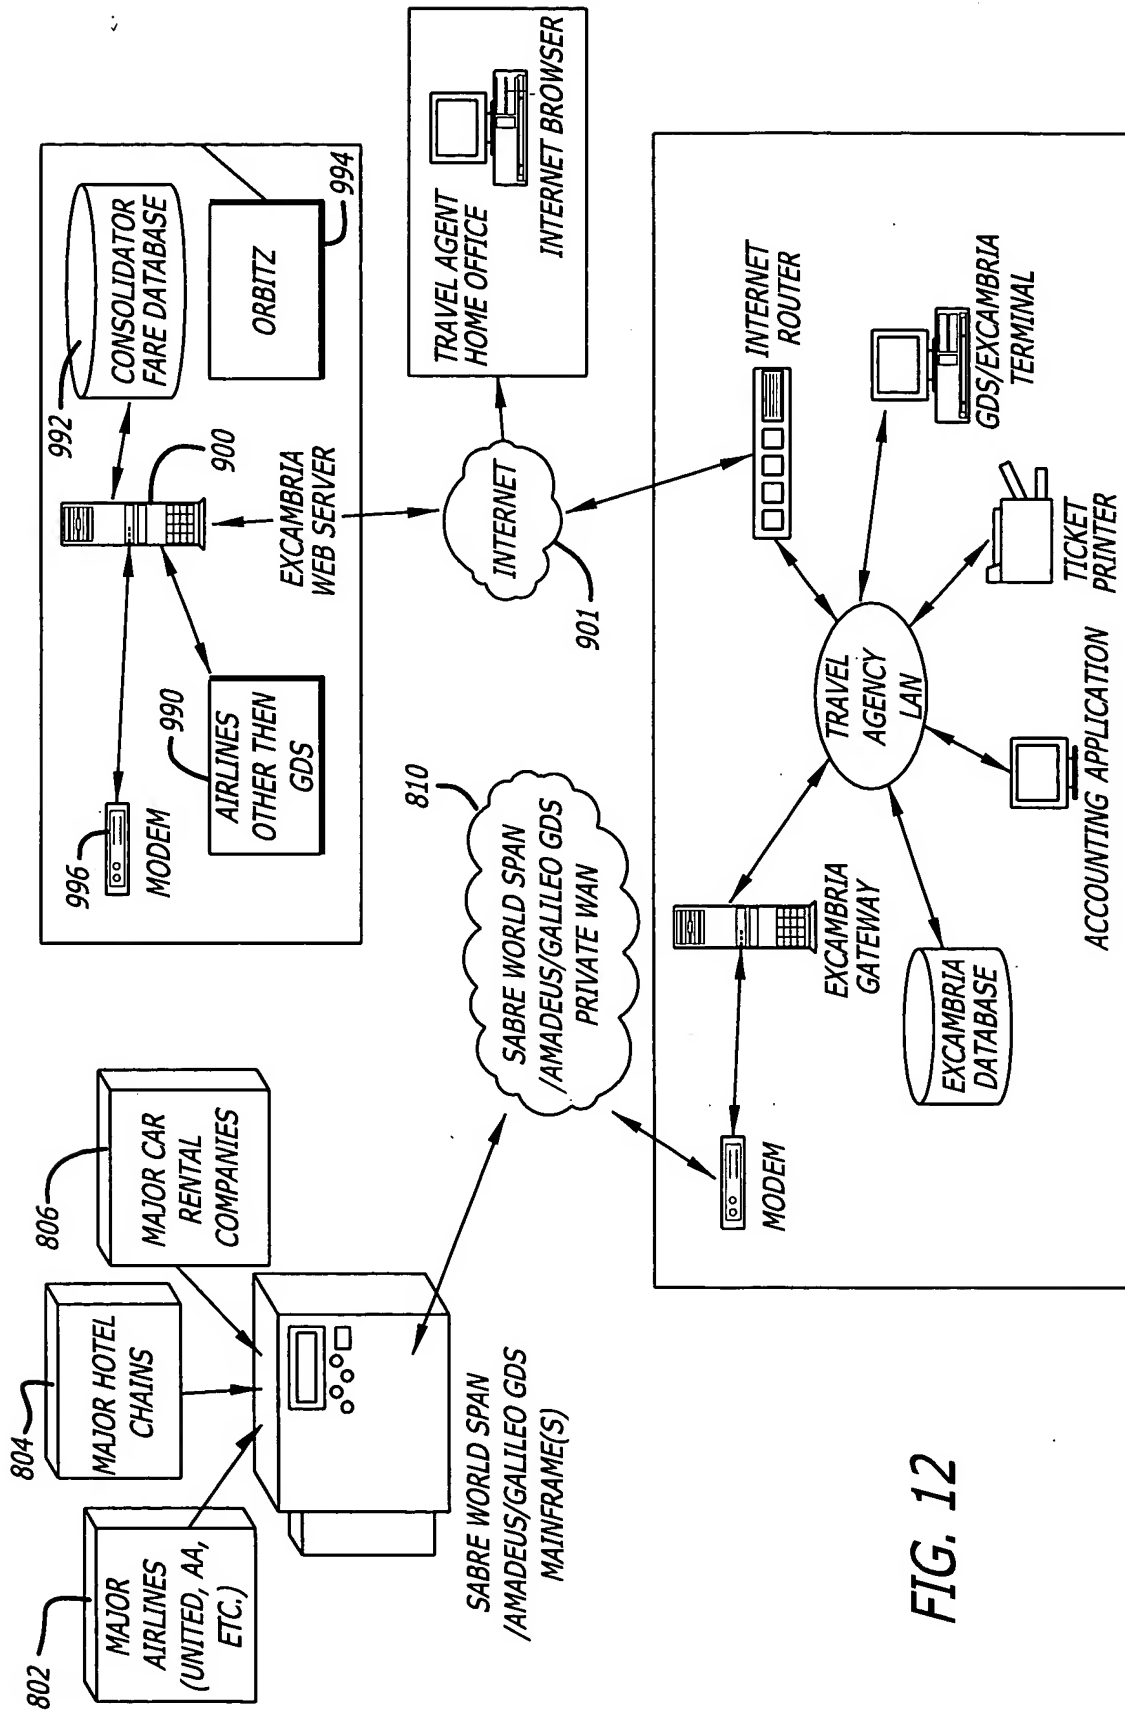 802
MAJOR
AIRLINES
(UNITED, AA,
ETC.)
804
MAJOR HOTEL
CHAINS
806
MAJOR CAR
RENTAL
COMPANIES
SABRE WORLD SPAN
/AMADEUS/GALILEO GDS
MAINFRAME(S)
996
MODEM
990
AIRLINES
OTHER THEN
GDS
900
EXCAMBRIA
WEB SERVER
992
CONSOLIDATOR
FARE DATABASE
ORBITZ
994
810
SABRE WORLD SPAN
/AMADEUS/GALILEO GDS
PRIVATE WAN
INTERNET
901
TRAVEL AGENT
HOME OFFICE
INTERNET BROWSER
MODEM
EXCAMBRIA
GATEWAY
EXCAMBRIA
DATABASE
TRAVEL
AGENCY
LAN
INTERNET
ROUTER
GDS/EXCAMBRIA
TERMINAL
TICKET
PRINTER
ACCOUNTING APPLICATION
FIG. 12